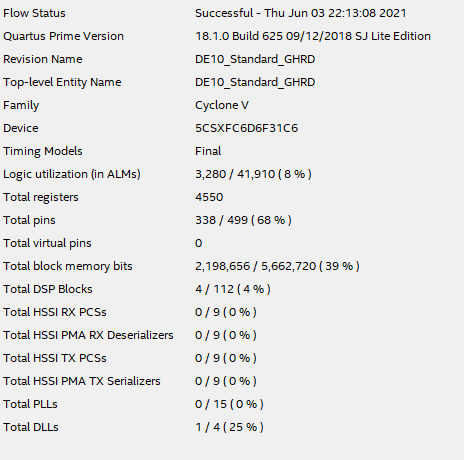 Flow Status Successful - Thu Jun 03 22:13:08 2021
Quartus Prime Version 18.1.0 Build 625 09/12/2018 SJ Lite Edition
Revision Name DE10_Standard_GHRD
Top-level Entity Name DE10_Standard_GHRD
Family Cyclone V
Device 5CSXFC6D6F31C6
Timing Models Final
Logic utilization (in ALMs) 3,280 / 41,910 ( 8 % )
Total registers 4550
Total pins 338 / 499 ( 68 % )
Total virtual pins 0
Total block memory bits 2,198,656 / 5,662,720 ( 39 % )
Total DSP Blocks 4 / 112 ( 4 % )
Total HSSI RX PCSs 0 / 9 ( 0 % )
Total HSSI PMA RX Deserializers 0 / 9 ( 0 % )
Total HSSI TX PCSs 0 / 9 ( 0 % )
Total HSSI PMA TX Serializers 0 / 9 ( 0 % )
Total PLLs 0 / 15 ( 0 % )
Total DLLs 1 / 4 ( 25 % )